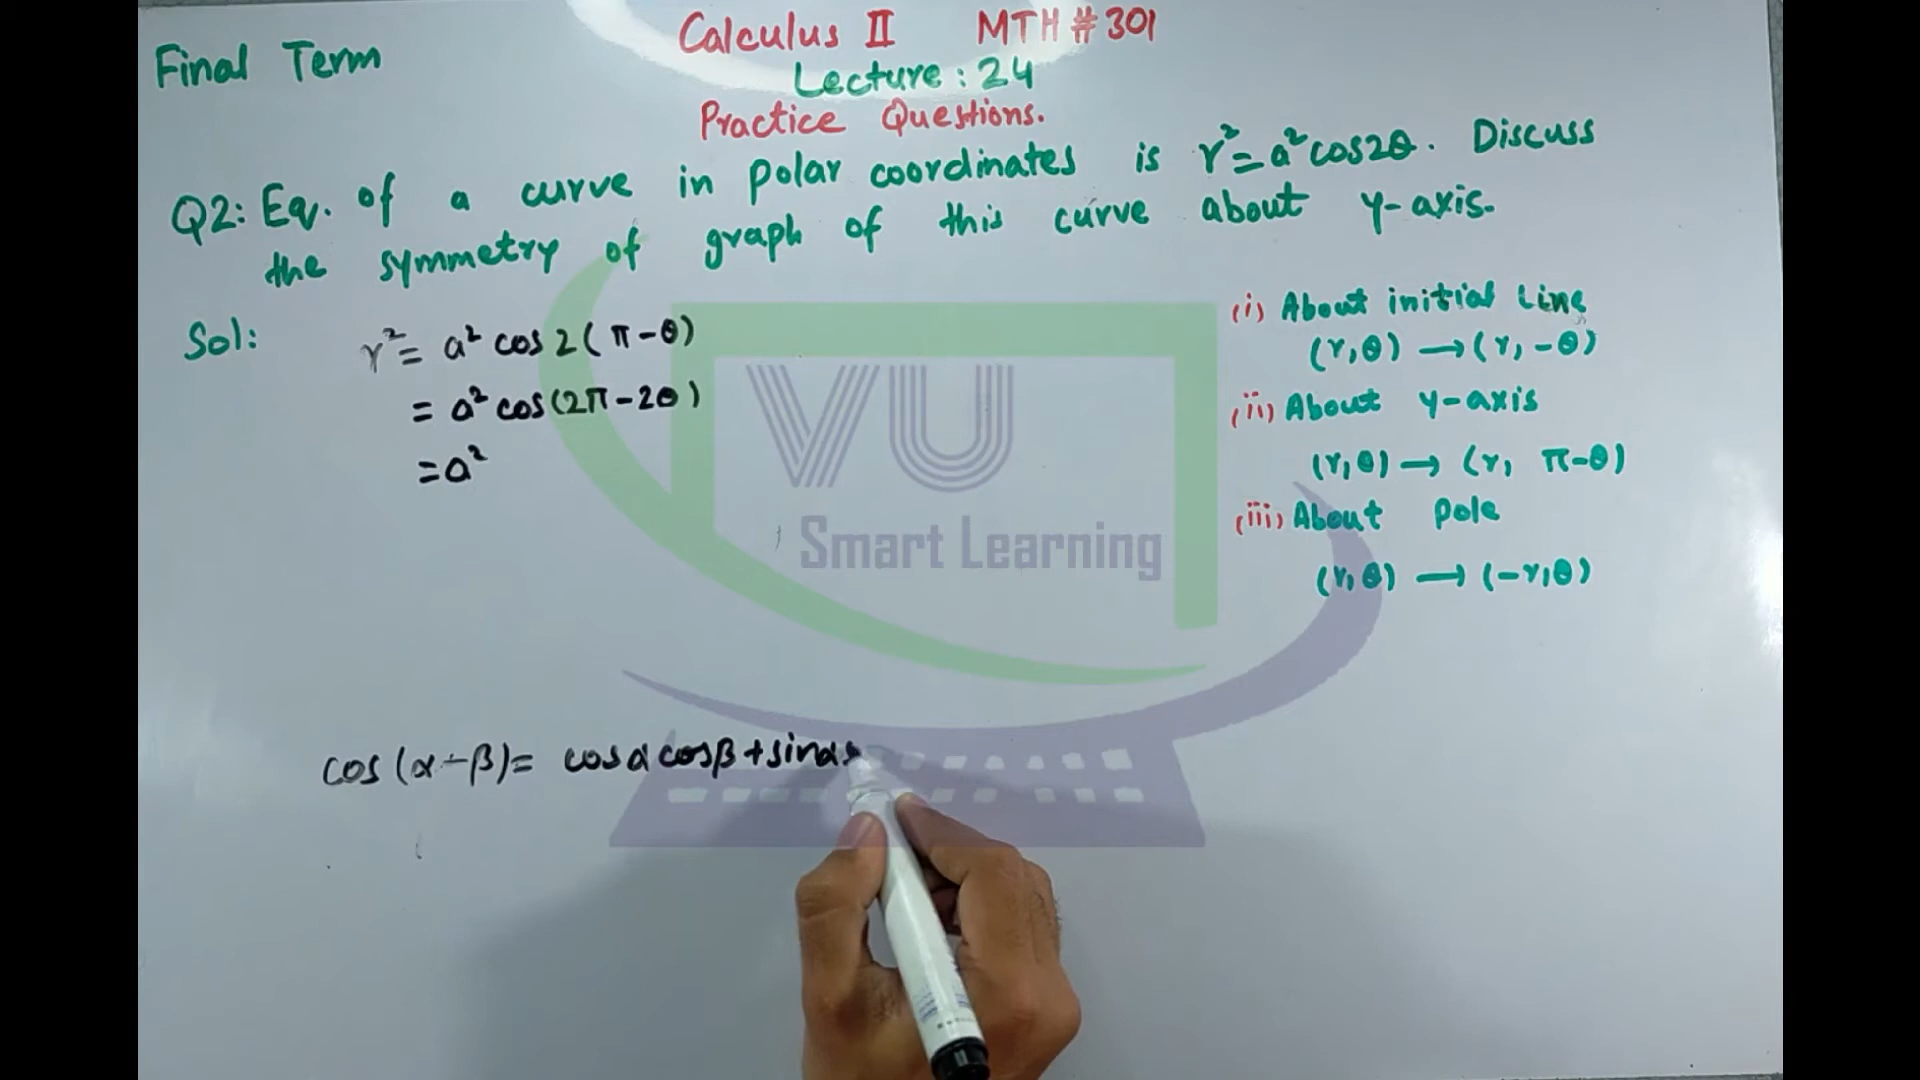 Final Term
Calculus II MTH # 301
Lecture : 24
Practice Questions.
Q2: Eq. of a curve in polar coordinates is r² = a² cos2θ. Discuss
the symmetry of graph of this curve about y-axis.
Sol:
r² = a² cos 2(π-θ)
= a² cos(2π-2θ)
= a²
(i) About initial Line
(r,θ) → (r, -θ)
(ii) About y-axis
(r,θ) → (r, π-θ)
(iii) About Pole
(r,θ) → (-r,θ)
VU
Smart Learning
cos(α-β) = cosα cosβ + sinα s